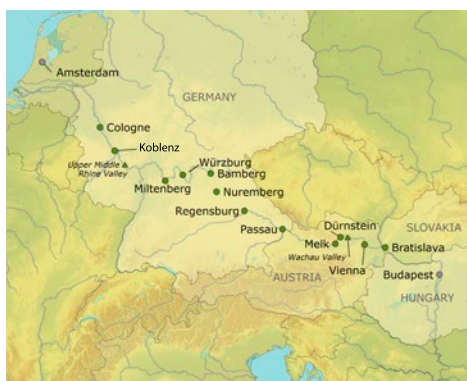 Amsterdam
GERMANY
Cologne
Koblenz
Upper Middle
Rhine Valley
Würzburg
Bamberg
Miltenberg
Nuremberg
Regensburg
Passau
Dürnstein
SLOVAKIA
Melk
Bratislava
Wachau Valley
Vienna
AUSTRIA
Budapest
HUNGARY